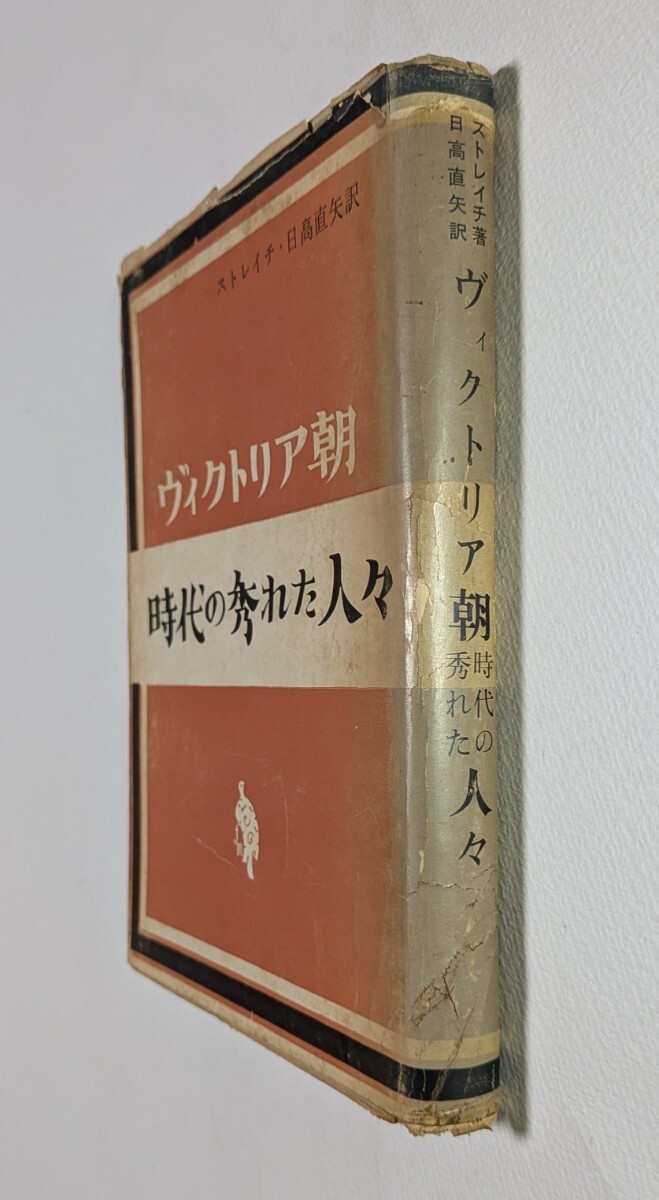 ストレイチ・日高直矢訳
ヴィクトリア朝
時代の秀れた人々
ストレイチ著
日高直矢訳
ヴィクトリア朝
時代の
秀れた
人々